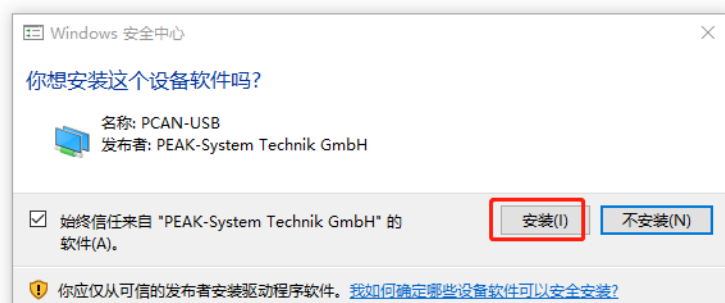 Windows 安全中心
你想安装这个设备软件吗?
名称: PCAN-USB
发布者: PEAK-System Technik GmbH
始终信任来自 "PEAK-System Technik GmbH" 的
软件(A)。
安装(I)
不安装(N)
你应仅从可信的发布者安装驱动程序软件。我如何确定哪些设备软件可以安全安装?